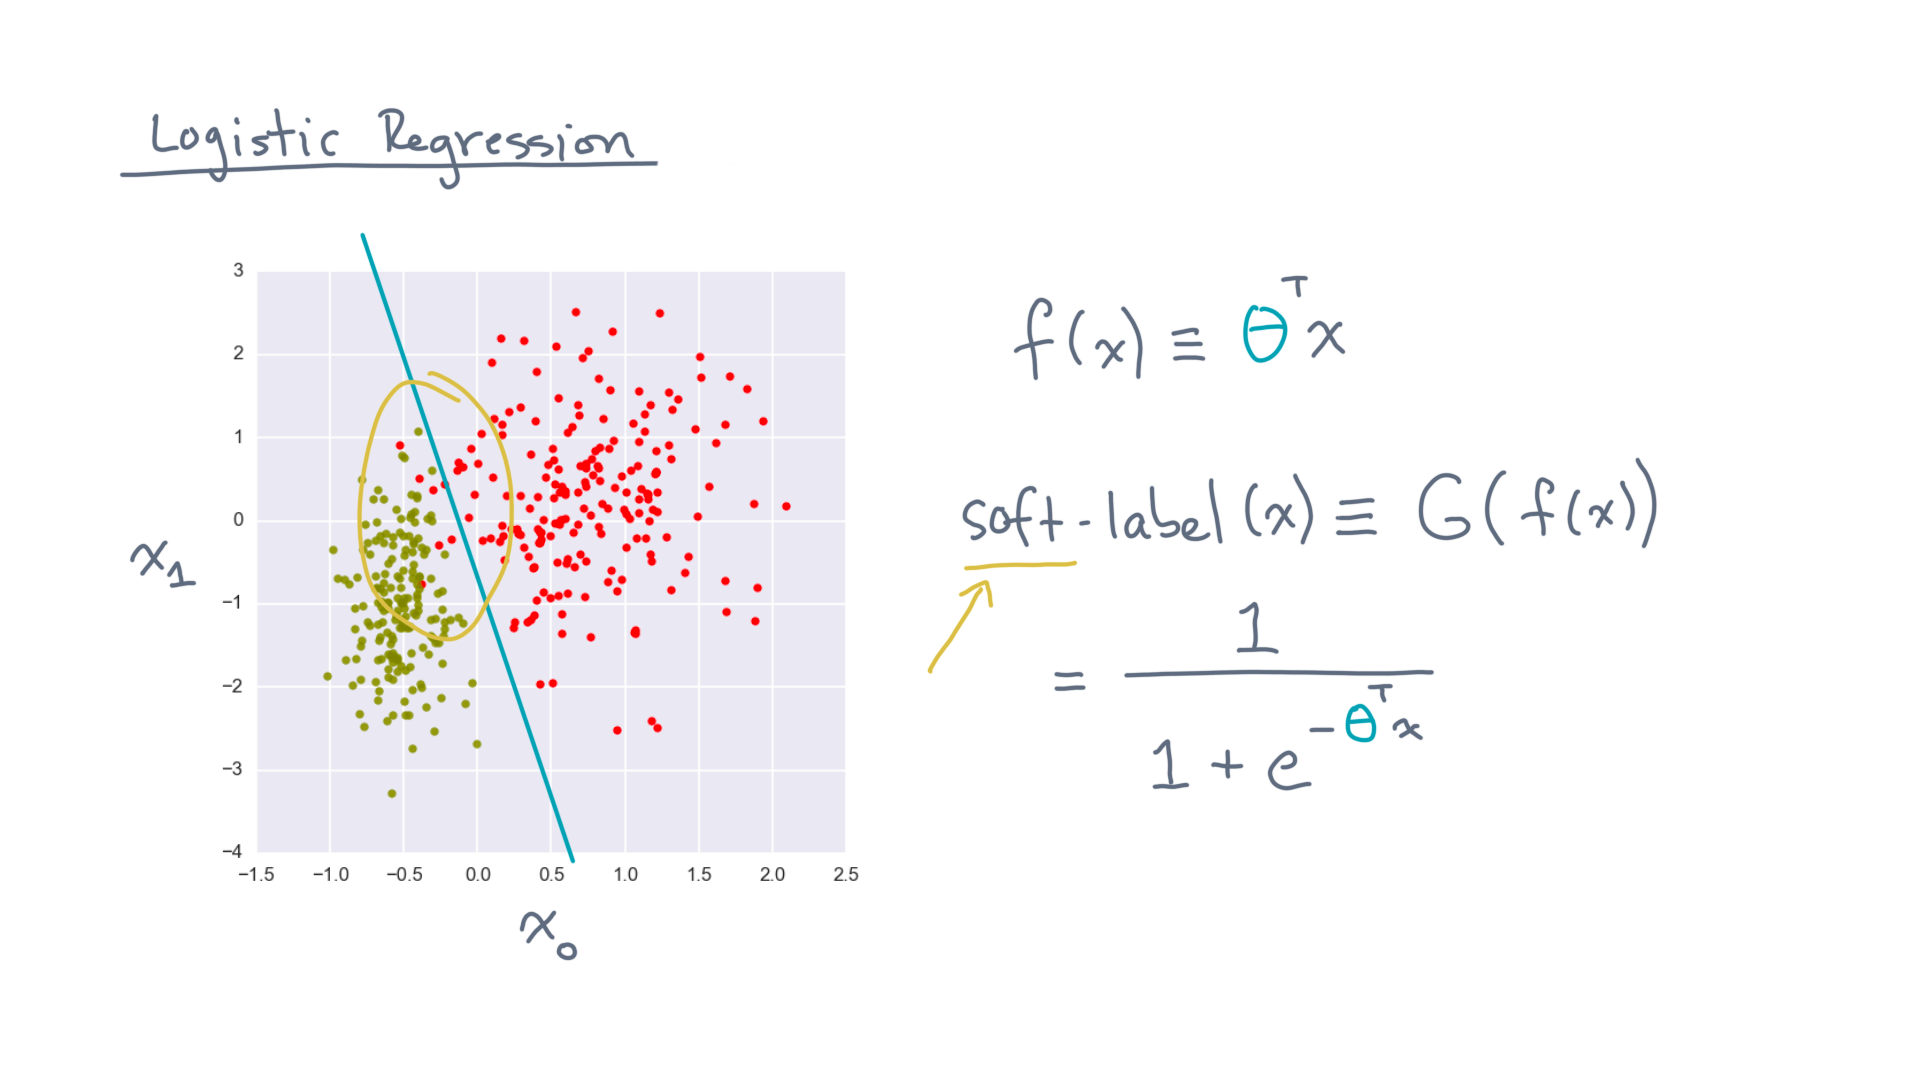 Logistic Regression
3
2
1
0
−1
−2
−3
−4
−1.5 −1.0 −0.5 0.0 0.5 1.0 1.5 2.0 2.5
x₁
x₀
f(x) ≡ θᵀx
soft-label(x) ≡ G(f(x))
= 1
1 + e^−θᵀx